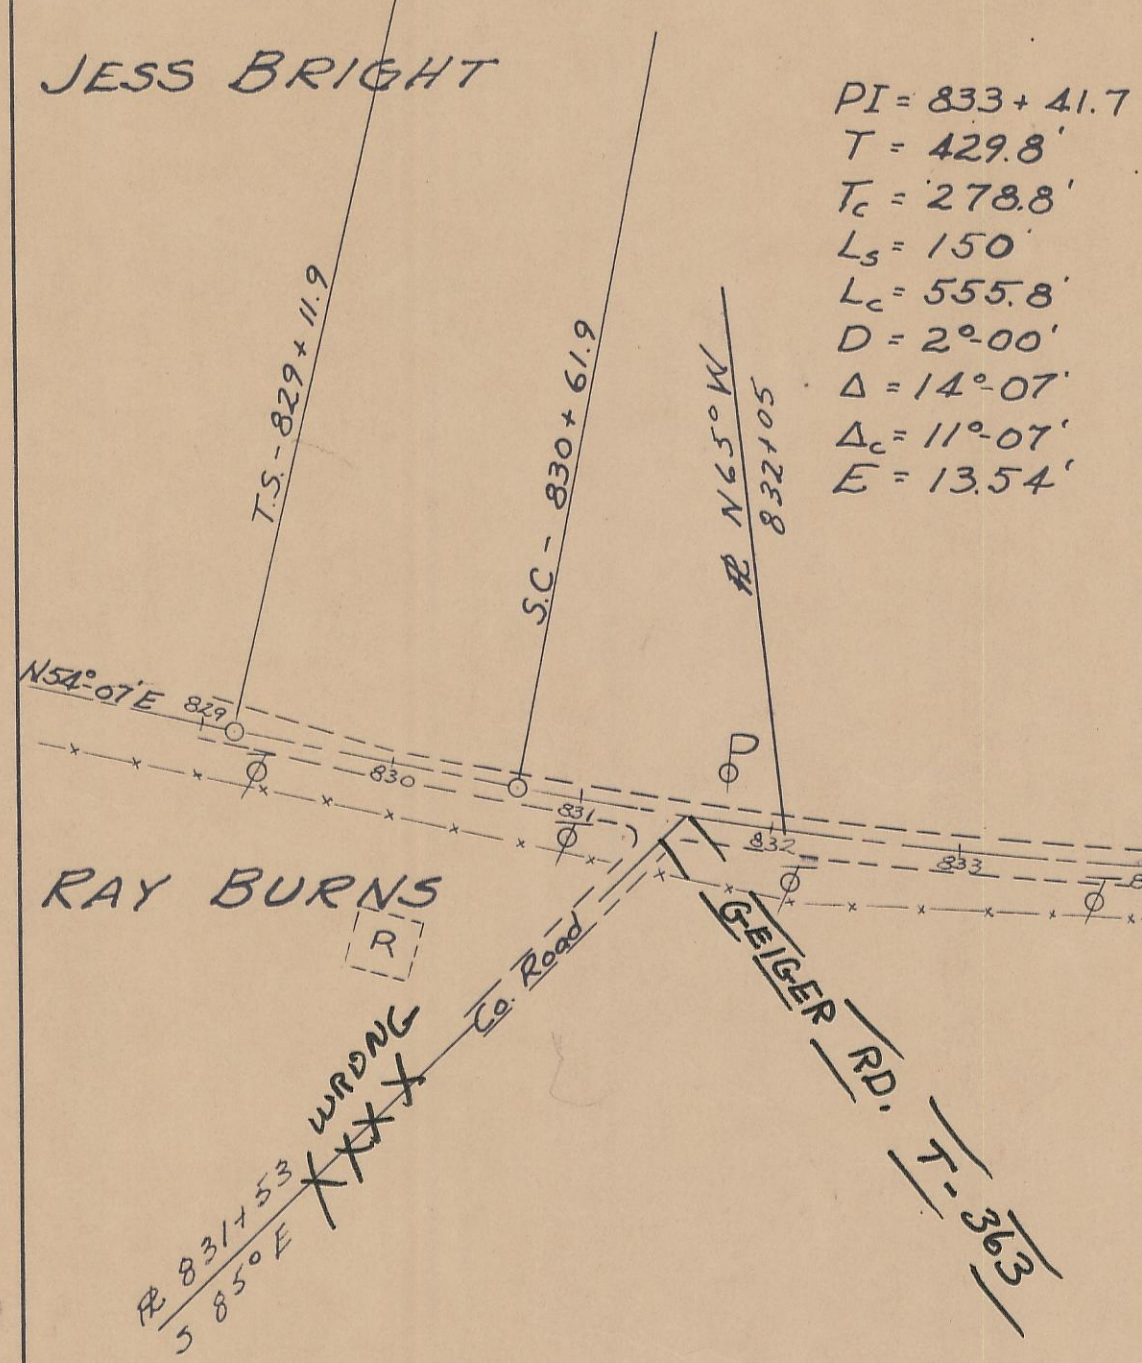 JESS BRIGHT
PI = 833 + 41.7
T = 429.8'
Tc = 278.8'
Ls = 150'
Lc = 555.8'
D = 2°-00'
Δ = 14°-07'
Δc = 11°-07'
E = 13.54'
T.S. - 829 + 11.9
S.C - 830 + 61.9
℄ N65°W
832+05
N54°-07'E
829
830
831
832
833
8
RAY BURNS
R
Co. Road
GEIGER RD. T-363
WRONG
XXXX
℄ 831+53
S 85° E